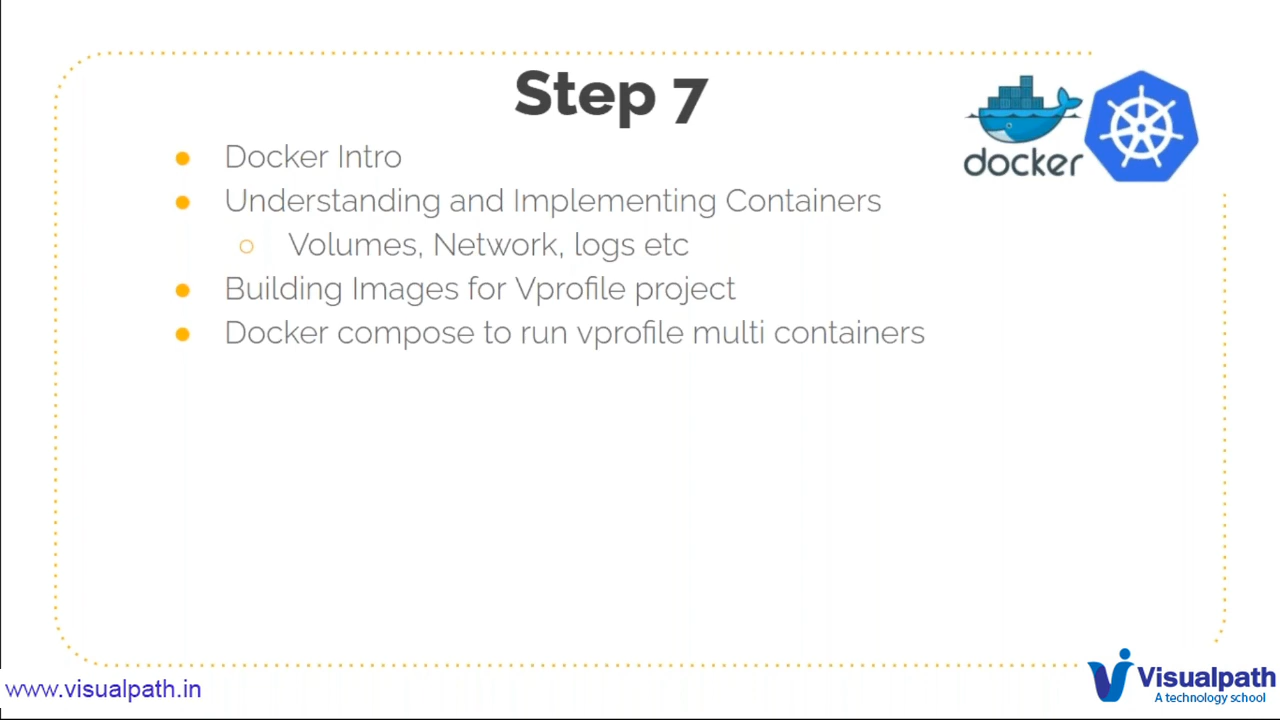 Step 7
docker
Docker Intro
Understanding and Implementing Containers
Volumes, Network, logs etc
Building Images for Vprofile project
Docker compose to run vprofile multi containers
www.visualpath.in
Visualpath
A technology school